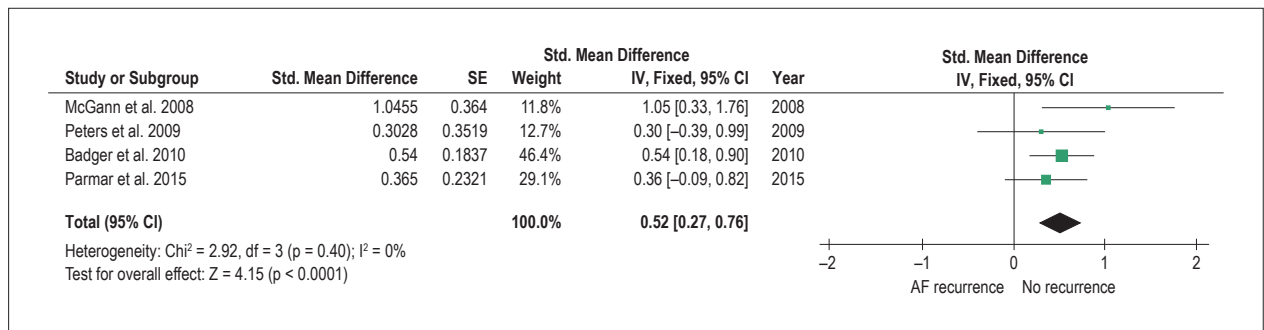 Std. Mean Difference Std. Mean Difference
Study or Subgroup Std. Mean Difference SE Weight IV, Fixed, 95% CI Year IV, Fixed, 95% CI
McGann et al. 2008 1.0455 0.364 11.8% 1.05 [0.33, 1.76] 2008
Peters et al. 2009 0.3028 0.3519 12.7% 0.30 [–0.39, 0.99] 2009
Badger et al. 2010 0.54 0.1837 46.4% 0.54 [0.18, 0.90] 2010
Parmar et al. 2015 0.365 0.2321 29.1% 0.36 [–0.09, 0.82] 2015
Total (95% CI) 100.0% 0.52 [0.27, 0.76]
Heterogeneity: Chi² = 2.92, df = 3 (p = 0.40); I² = 0%
Test for overall effect: Z = 4.15 (p < 0.0001)
–2 –1 0 1 2
AF recurrence No recurrence